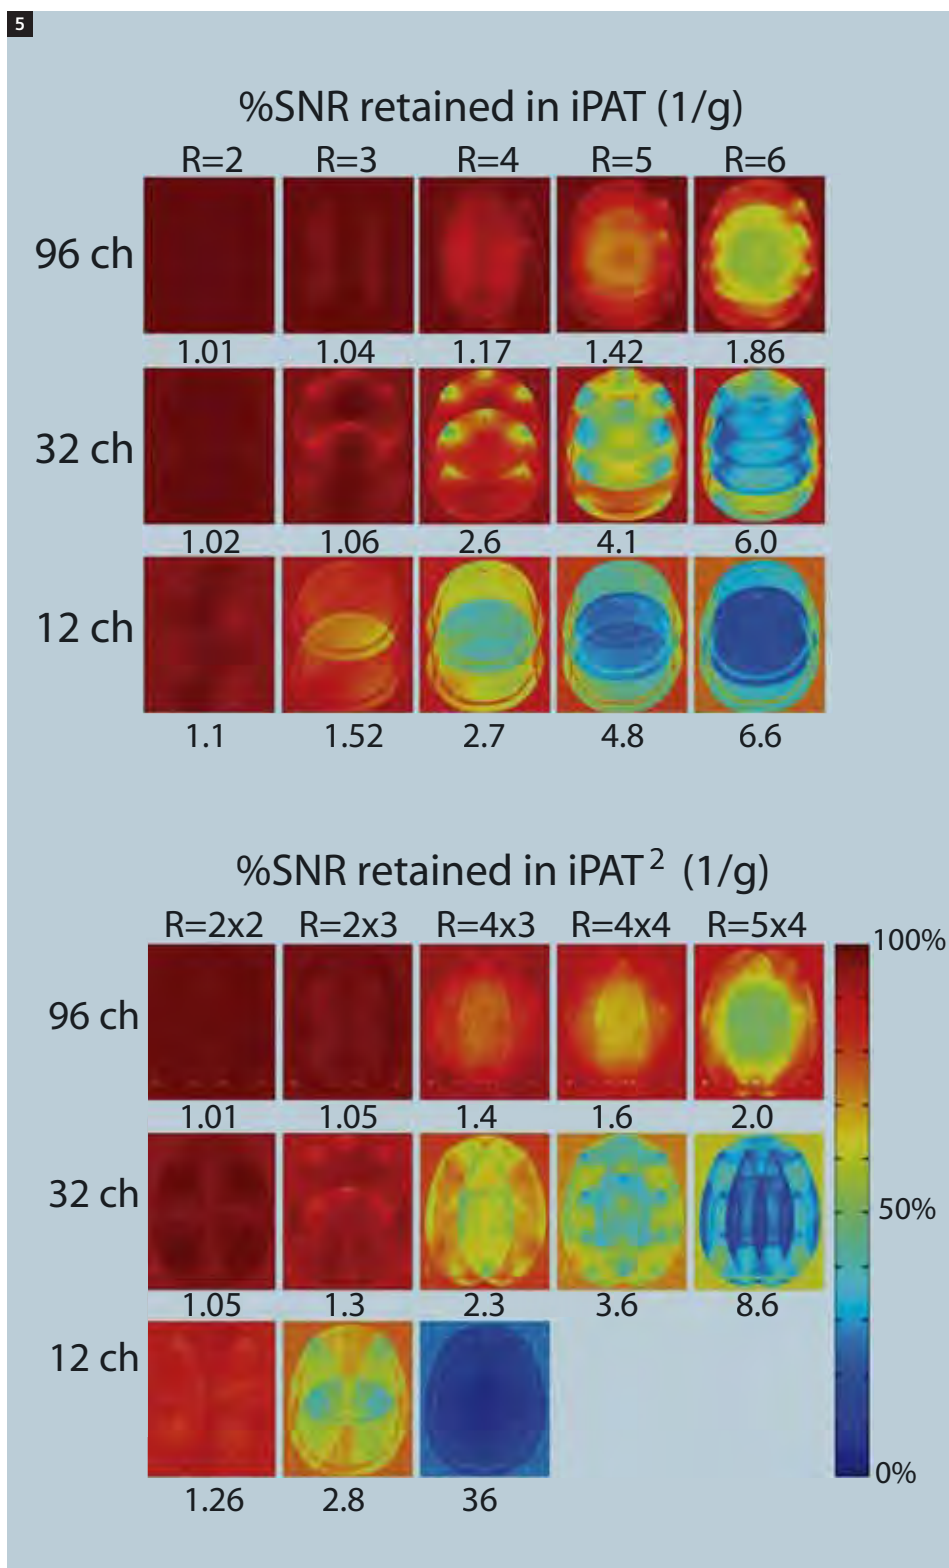 5
%SNR retained in iPAT (1/g)
R=2 R=3 R=4 R=5 R=6
96 ch
1.01 1.04 1.17 1.42 1.86
32 ch
1.02 1.06 2.6 4.1 6.0
12 ch
1.1 1.52 2.7 4.8 6.6
%SNR retained in iPAT² (1/g)
R=2x2 R=2x3 R=4x3 R=4x4 R=5x4
100%
96 ch
1.01 1.05 1.4 1.6 2.0
32 ch
50%
1.05 1.3 2.3 3.6 8.6
12 ch
0%
1.26 2.8 36